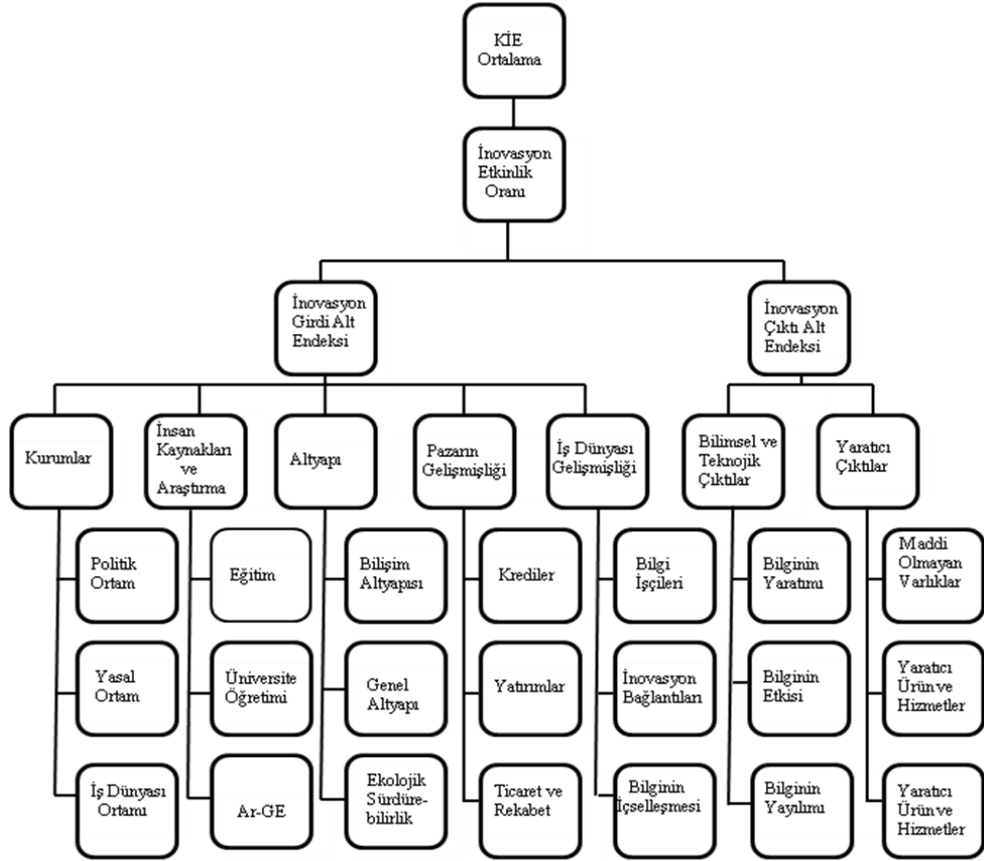 KİE
Ortalama
İnovasyon
Etkinlik
Oranı
İnovasyon
Girdi Alt
Endeksi
İnovasyon
Çıktı Alt
Endeksi
Kurumlar
İnsan
Kaynakları
ve
Araştırma
Altyapı
Pazarın
Gelişmişliği
İş Dünyası
Gelişmişliği
Bilimsel ve
Teknojik
Çıktılar
Yaratıcı
Çıktılar
Politik
Ortam
Eğitim
Bilişim
Altyapısı
Krediler
Bilgi
İşçileri
Bilginin
Yaratımı
Maddi
Olmayan
Varlıklar
Yasal
Ortam
Üniversite
Öğretimi
Genel
Altyapı
Yatırımlar
İnovasyon
Bağlantıları
Bilginin
Etkisi
Yaratıcı
Ürün ve
Hizmetler
İş Dünyası
Ortamı
Ar-GE
Ekolojik
Sürdüre-
bilirlik
Ticaret ve
Rekabet
Bilginin
İçselleşmesi
Bilginin
Yayılımı
Yaratıcı
Ürün ve
Hizmetler